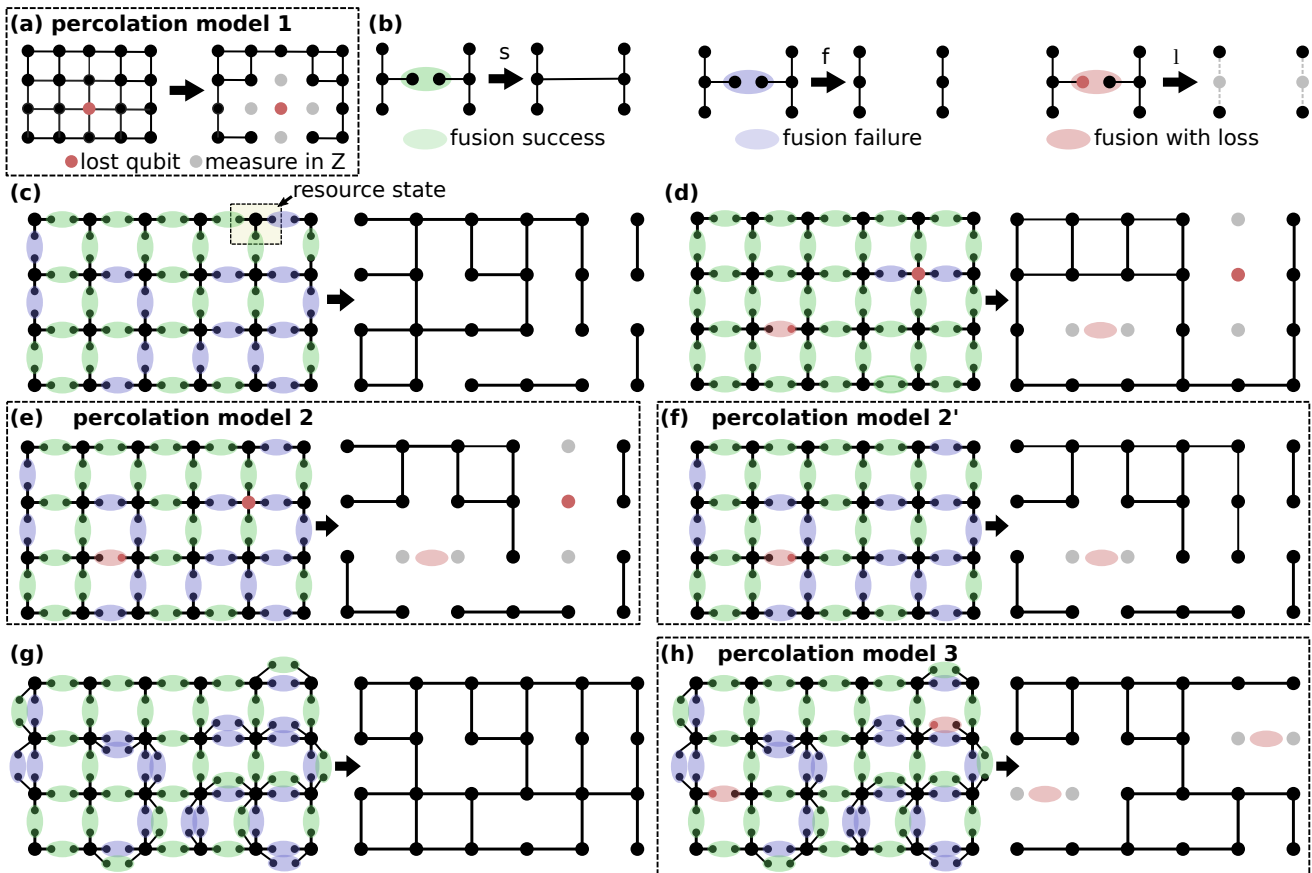 (a) percolation model 1
lost qubit measure in Z
(b)
s
f
l
fusion success
fusion failure
fusion with loss
(c)
resource state
(d)
(e) percolation model 2
(f) percolation model 2'
(g)
(h) percolation model 3